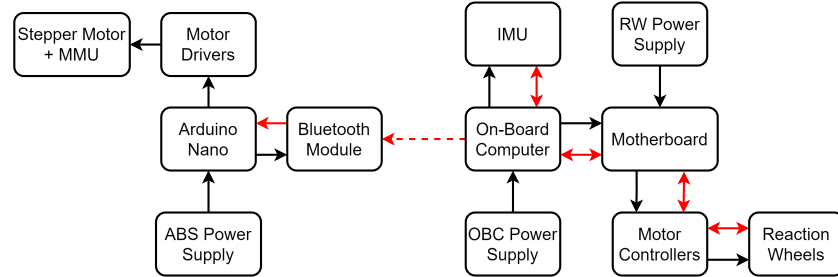 Stepper Motor
+ MMU
Motor
Drivers
IMU
RW Power
Supply
Arduino
Nano
Bluetooth
Module
On-Board
Computer
Motherboard
ABS Power
Supply
OBC Power
Supply
Motor
Controllers
Reaction
Wheels